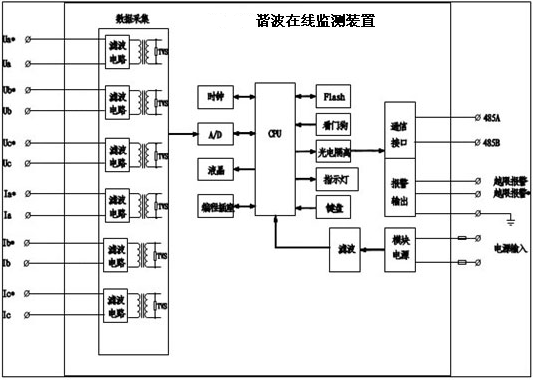 谐波在线监测装置
数据采集
Ua*
Ua
滤波
电路
TVS
Ub*
Ub
滤波
电路
TVS
Uc*
Uc
滤波
电路
TVS
Ia*
Ia
滤波
电路
TVS
Ib*
Ib
滤波
电路
TVS
Ic*
Ic
滤波
电路
TVS
时钟
A/D
液晶
编程插座
CPU
Flash
看门狗
光电隔离
指示灯
键盘
滤波
通信
接口
报警
输出
模块
电源
485A
485B
越限报警
越限报警*
电源输入